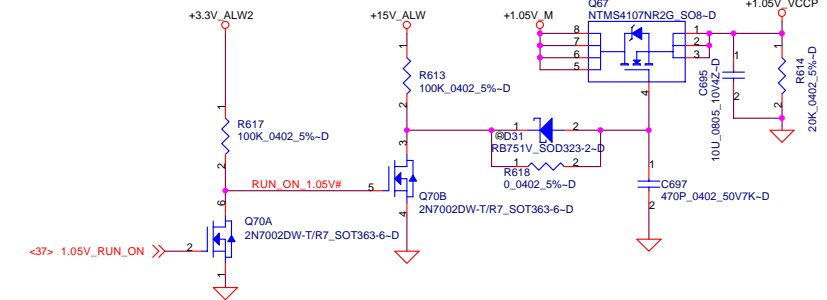 Q67
NTMS4107NR2G_SO8~D
+3.3V_ALW2
+15V_ALW
+1.05V_M
+1.05V_VCCP
8
7
6
5
1
2
3
4
1
R613
100K_0402_5%~D
2
1
C695
10U_0805_10V4Z~D
2
1
R614
20K_0402_5%~D
2
1
R617
100K_0402_5%~D
2
1
2
@D31
RB751V_SOD323-2~D
1
2
R618
0_0402_5%~D
3
RUN_ON_1.05V#
5
Q70B
2N7002DW-T/R7_SOT363-6~D
4
1
C697
470P_0402_50V7K~D
2
6
Q70A
2N7002DW-T/R7_SOT363-6~D
<37> 1.05V_RUN_ON
2
1